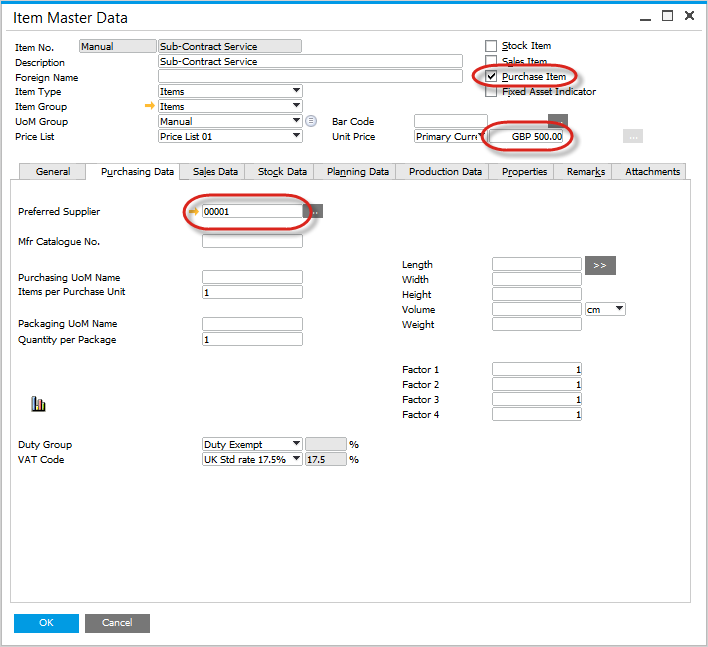 Item Master Data
Item No. Manual Sub-Contract Service Stock Item
Description Sub-Contract Service Sales Item
Foreign Name Purchase Item
Item Type Items Fixed Asset Indicator
Item Group Items
UoM Group Manual Bar Code ...
Price List Price List 01 Unit Price Primary Curre GBP 500.00 ...
General Purchasing Data Sales Data Stock Data Planning Data Production Data Properties Remarks Attachments
Preferred Supplier 00001 ...
Mfr Catalogue No.
Length >>
Purchasing UoM Name Width
Items per Purchase Unit 1 Height
Volume cm
Packaging UoM Name Weight
Quantity per Package 1
Factor 1 1
Factor 2 1
Factor 3 1
Factor 4 1
Duty Group Duty Exempt %
VAT Code UK Std rate 17.5% 17.5 %
OK Cancel